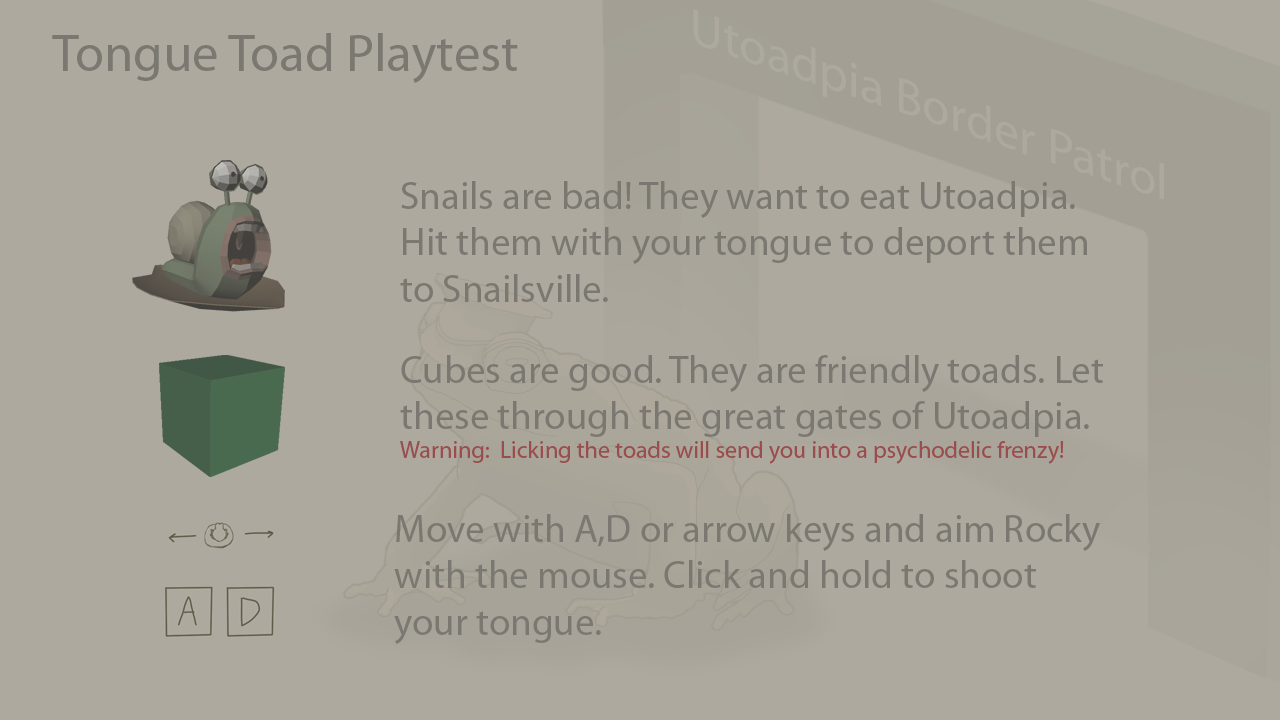 Tongue Toad Playtest
Utoadpia Border Patrol
Snails are bad! They want to eat Utoadpia.
Hit them with your tongue to deport them
to Snailsville.
Cubes are good. They are friendly toads. Let
these through the great gates of Utoadpia.
Warning: Licking the toads will send you into a psychodelic frenzy!
Move with A,D or arrow keys and aim Rocky
with the mouse. Click and hold to shoot
your tongue.
A D